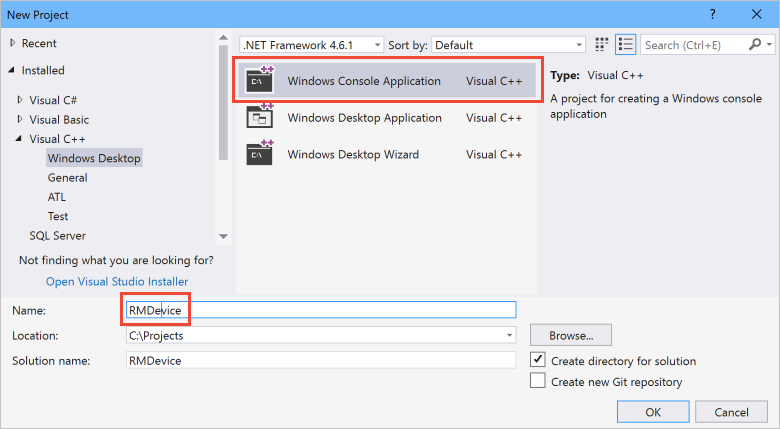 New Project
? ×
Recent
Installed
Visual C#
Visual Basic
Visual C++
Windows Desktop
General
ATL
Test
SQL Server
Not finding what you are looking for?
Open Visual Studio Installer
.NET Framework 4.6.1 Sort by: Default
Search (Ctrl+E)
C:\ Windows Console Application Visual C++
Windows Desktop Application Visual C++
C:\ Windows Desktop Wizard Visual C++
Type: Visual C++
A project for creating a Windows console
application
Name: RMDevice
Location: C:\Projects
Browse...
Solution name: RMDevice
Create directory for solution
Create new Git repository
OK Cancel